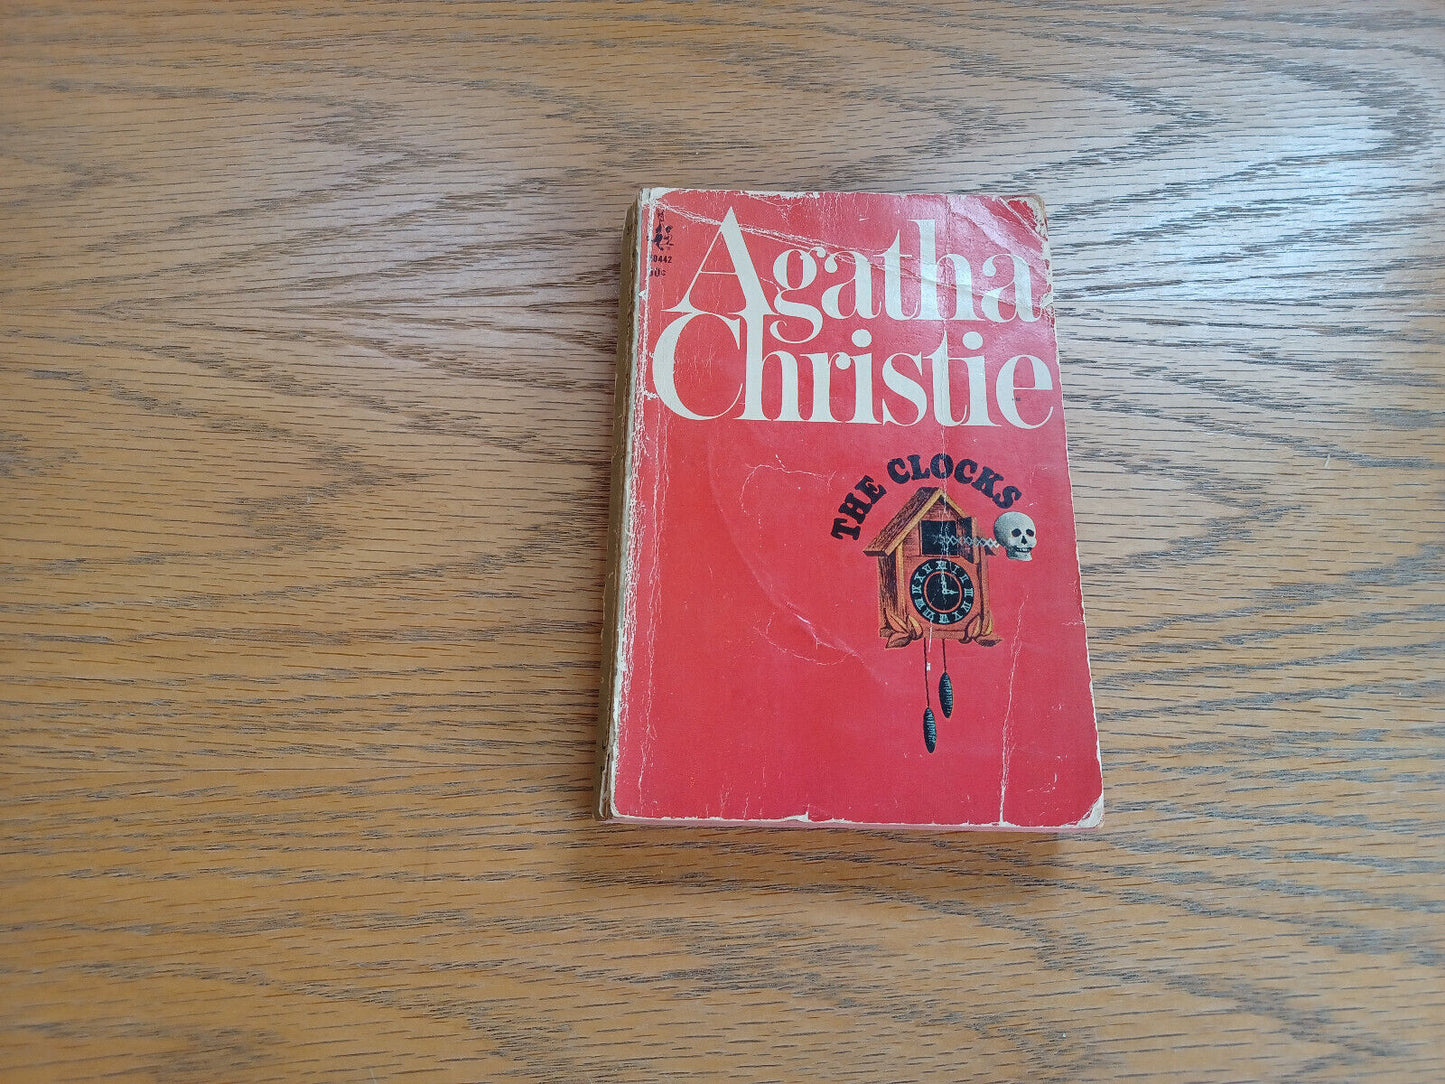 Agatha
Christie
THE CLOCKS